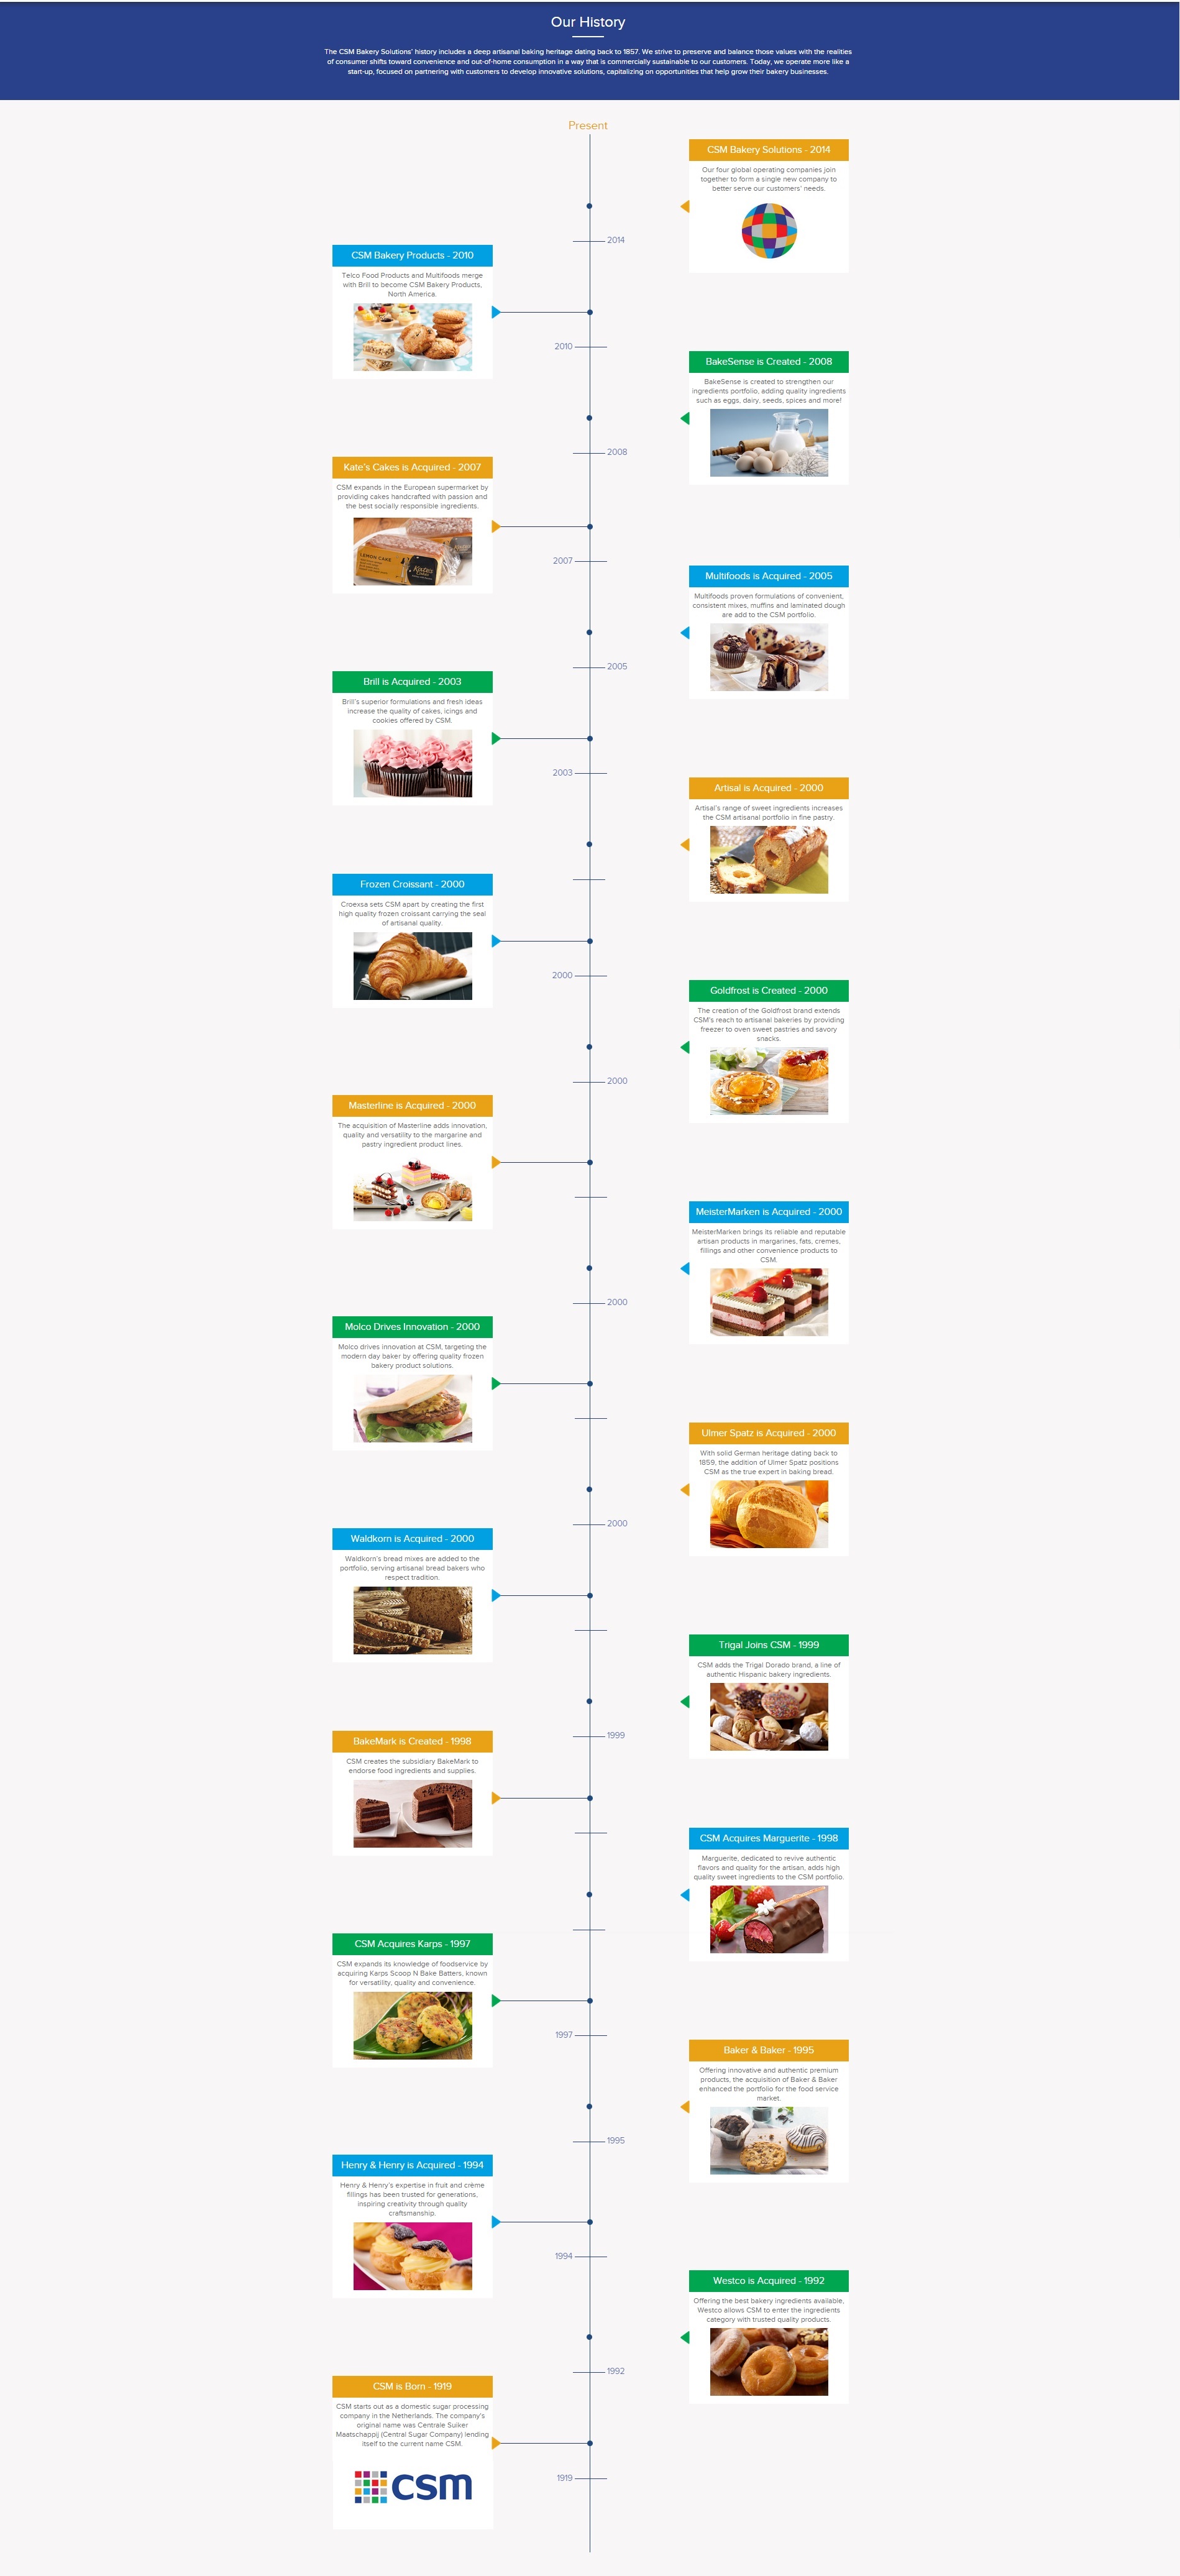 Our History
The CSM Bakery Solutions' history includes a deep artisanal baking heritage dating back to 1857. We strive to preserve and balance those values with the realities
of consumer shifts toward convenience and out-of-home consumption in a way that is commercially sustainable to our customers. Today, we operate more like a
start-up, focused on partnering with customers to develop innovative solutions, capitalizing on opportunities that help grow their bakery businesses.
Present
CSM Bakery Solutions - 2014
Our four global operating companies join
together to form a single new company to
better serve our customers' needs.
2014
CSM Bakery Products - 2010
Telco Food Products and Multifoods merge
with Brill to become CSM Bakery Products,
North America.
2010
BakeSense is Created - 2008
BakeSense is created to strengthen our
ingredients portfolio, adding quality ingredients
such as eggs, dairy, seeds, spices and more!
2008
Kate's Cakes is Acquired - 2007
CSM expands in the European supermarket by
providing cakes handcrafted with passion and
the best socially responsible ingredients.
LEMON CAKE
2007
Multifoods is Acquired - 2005
Multifoods proven formulations of convenient,
consistent mixes, muffins and laminated dough
are add to the CSM portfolio.
2005
Brill is Acquired - 2003
Brill's superior formulations and fresh ideas
increase the quality of cakes, icings and
cookies offered by CSM.
2003
Artisal is Acquired - 2000
Artisal's range of sweet ingredients increases
the CSM artisanal portfolio in fine pastry.
Frozen Croissant - 2000
Croexsa sets CSM apart by creating the first
high quality frozen croissant carrying the seal
of artisanal quality.
2000
Goldfrost is Created - 2000
The creation of the Goldfrost brand extends
CSM's reach to artisanal bakeries by providing
freezer to oven sweet pastries and savory
snacks.
2000
Masterline is Acquired - 2000
The acquisition of Masterline adds innovation,
quality and versatility to the margarine and
pastry ingredient product lines.
MeisterMarken is Acquired - 2000
MeisterMarken brings its reliable and reputable
artisan products in margarines, fats, cremes,
fillings and other convenience products to
CSM.
2000
Molco Drives Innovation - 2000
Molco drives innovation at CSM, targeting the
modern day baker by offering quality frozen
bakery product solutions.
Ulmer Spatz is Acquired - 2000
With solid German heritage dating back to
1859, the addition of Ulmer Spatz positions
CSM as the true expert in baking bread.
2000
Waldkorn is Acquired - 2000
Waldkorn's bread mixes are added to the
portfolio, serving artisanal bread bakers who
respect tradition.
Trigal Joins CSM - 1999
CSM adds the Trigal Dorado brand, a line of
authentic Hispanic bakery ingredients.
1999
BakeMark is Created - 1998
CSM creates the subsidiary BakeMark to
endorse food ingredients and supplies.
CSM Acquires Marguerite - 1998
Marguerite, dedicated to revive authentic
flavors and quality for the artisan, adds high
quality sweet ingredients to the CSM portfolio.
CSM Acquires Karps - 1997
CSM expands its knowledge of foodservice by
acquiring Karps Scoop N Bake Batters, known
for versatility, quality and convenience.
1997
Baker & Baker - 1995
Offering innovative and authentic premium
products, the acquisition of Baker & Baker
enhanced the portfolio for the food service
market.
1995
Henry & Henry is Acquired - 1994
Henry & Henry's expertise in fruit and crème
fillings has been trusted for generations,
inspiring creativity through quality
craftsmanship.
1994
Westco is Acquired - 1992
Offering the best bakery ingredients available,
Westco allows CSM to enter the ingredients
category with trusted quality products.
1992
CSM is Born - 1919
CSM starts out as a domestic sugar processing
company in the Netherlands. The company's
original name was Centrale Suiker
Maatschappij (Central Sugar Company) lending
itself to the current name CSM.
csm
1919